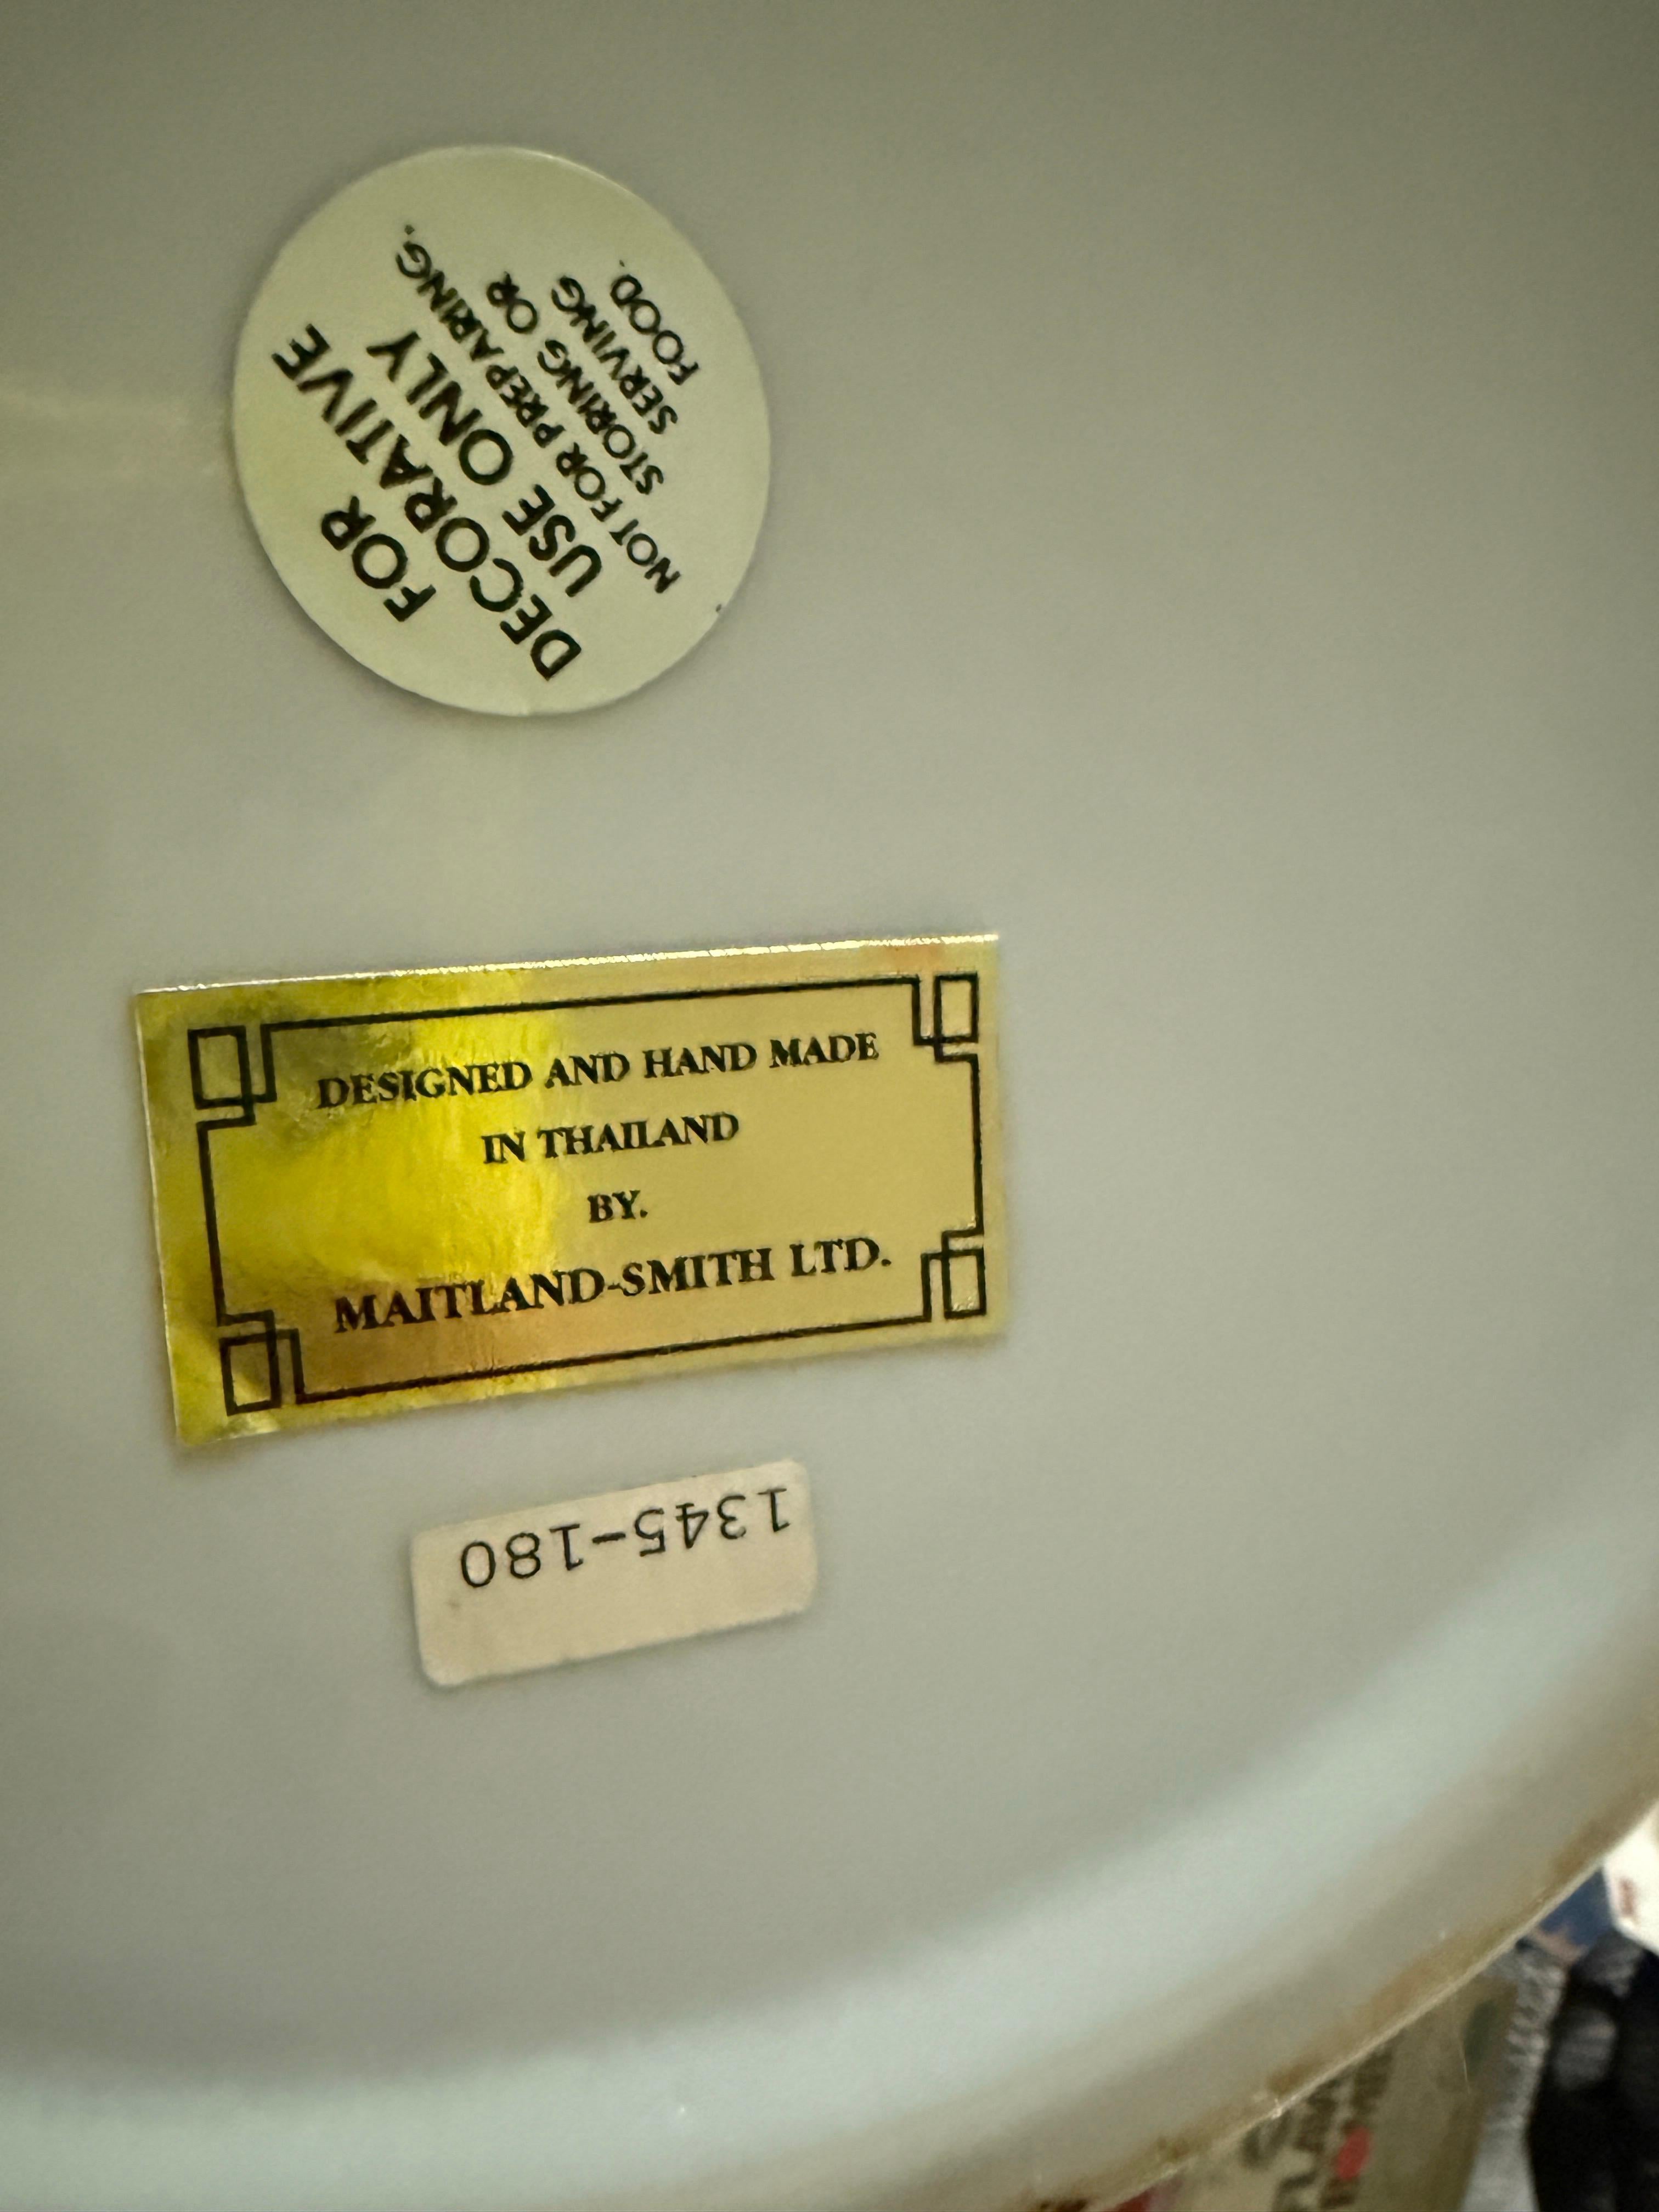 FOR
DECORATIVE
USE ONLY
NOT FOR PREPARING.
STORING OR
SERVING
FOOD.
DESIGNED AND HAND MADE
IN THAILAND
BY.
MAITLAND-SMITH LTD.
1345-180